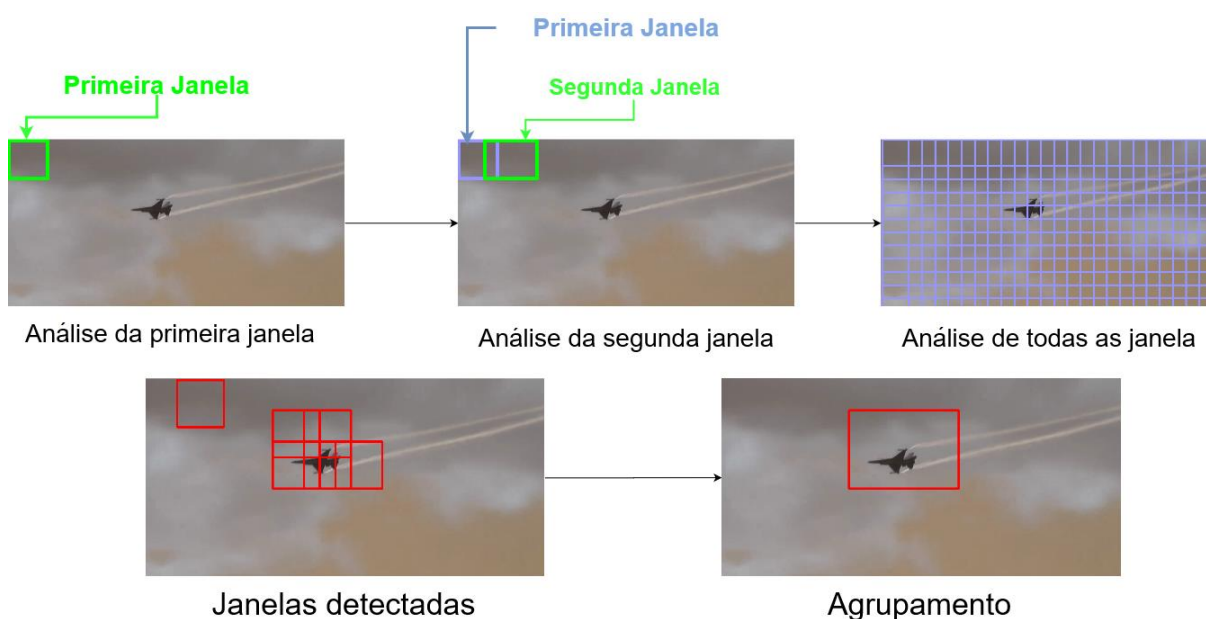 Primeira Janela
Primeira Janela
Segunda Janela
Análise da primeira janela
Análise da segunda janela
Análise de todas as janela
Janelas detectadas
Agrupamento